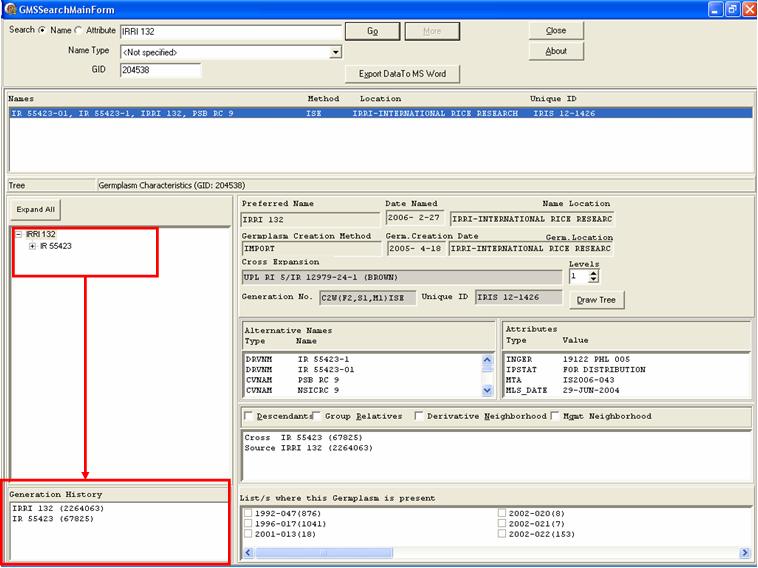 GMSSearchMainForm
Search Name Attribute IRRI 132 Go More Close
Name Type <Not specified> About
GID 204538 Export DataTo MS Word
Names Method Location Unique ID
IR 55423-01, IR 55423-1, IRRI 132, PSB RC 9 ISE IRRI-INTERNATIONAL RICE RESEARCH IRIS 12-1426
Tree Germplasm Characteristics (GID: 204538)
Expand All
IRRI 132
IR 55423
Preferred Name Date Named Name Location
IRRI 132 2006- 2-27 IRRI-INTERNATIONAL RICE RESEARC
Germplasm Creation Method Germ.Creation Date Germ.Location
IMPORT 2005- 4-18 IRRI-INTERNATIONAL RICE RESEARC
Cross Expansion Levels
UPL RI 5/IR 12979-24-1 (BROWN) 1
Generation No. C2W(F2,S1,M1)ISE Unique ID IRIS 12-1426 Draw Tree
Alternative Names
Type Name
DRVNM IR 55423-1
DRVNM IR 55423-01
CVNAM PSB RC 9
CVNAM NSICRC 9
Attributes
Type Value
INGER 19122 PHL 005
IPSTAT FOR DISTRIBUTION
MTA IS2006-043
MLS_DATE 29-JUN-2004
Descendants Group Relatives Derivative Neighborhood Mgmt Neighborhood
Cross IR 55423 (67825)
Source IRRI 132 (2264063)
Generation History
IRRI 132 (2264063)
IR 55423 (67825)
List/s where this Germplasm is present
1992-047(876) 2002-020(8)
1996-017(1041) 2002-021(7)
2001-013(18) 2002-022(153)